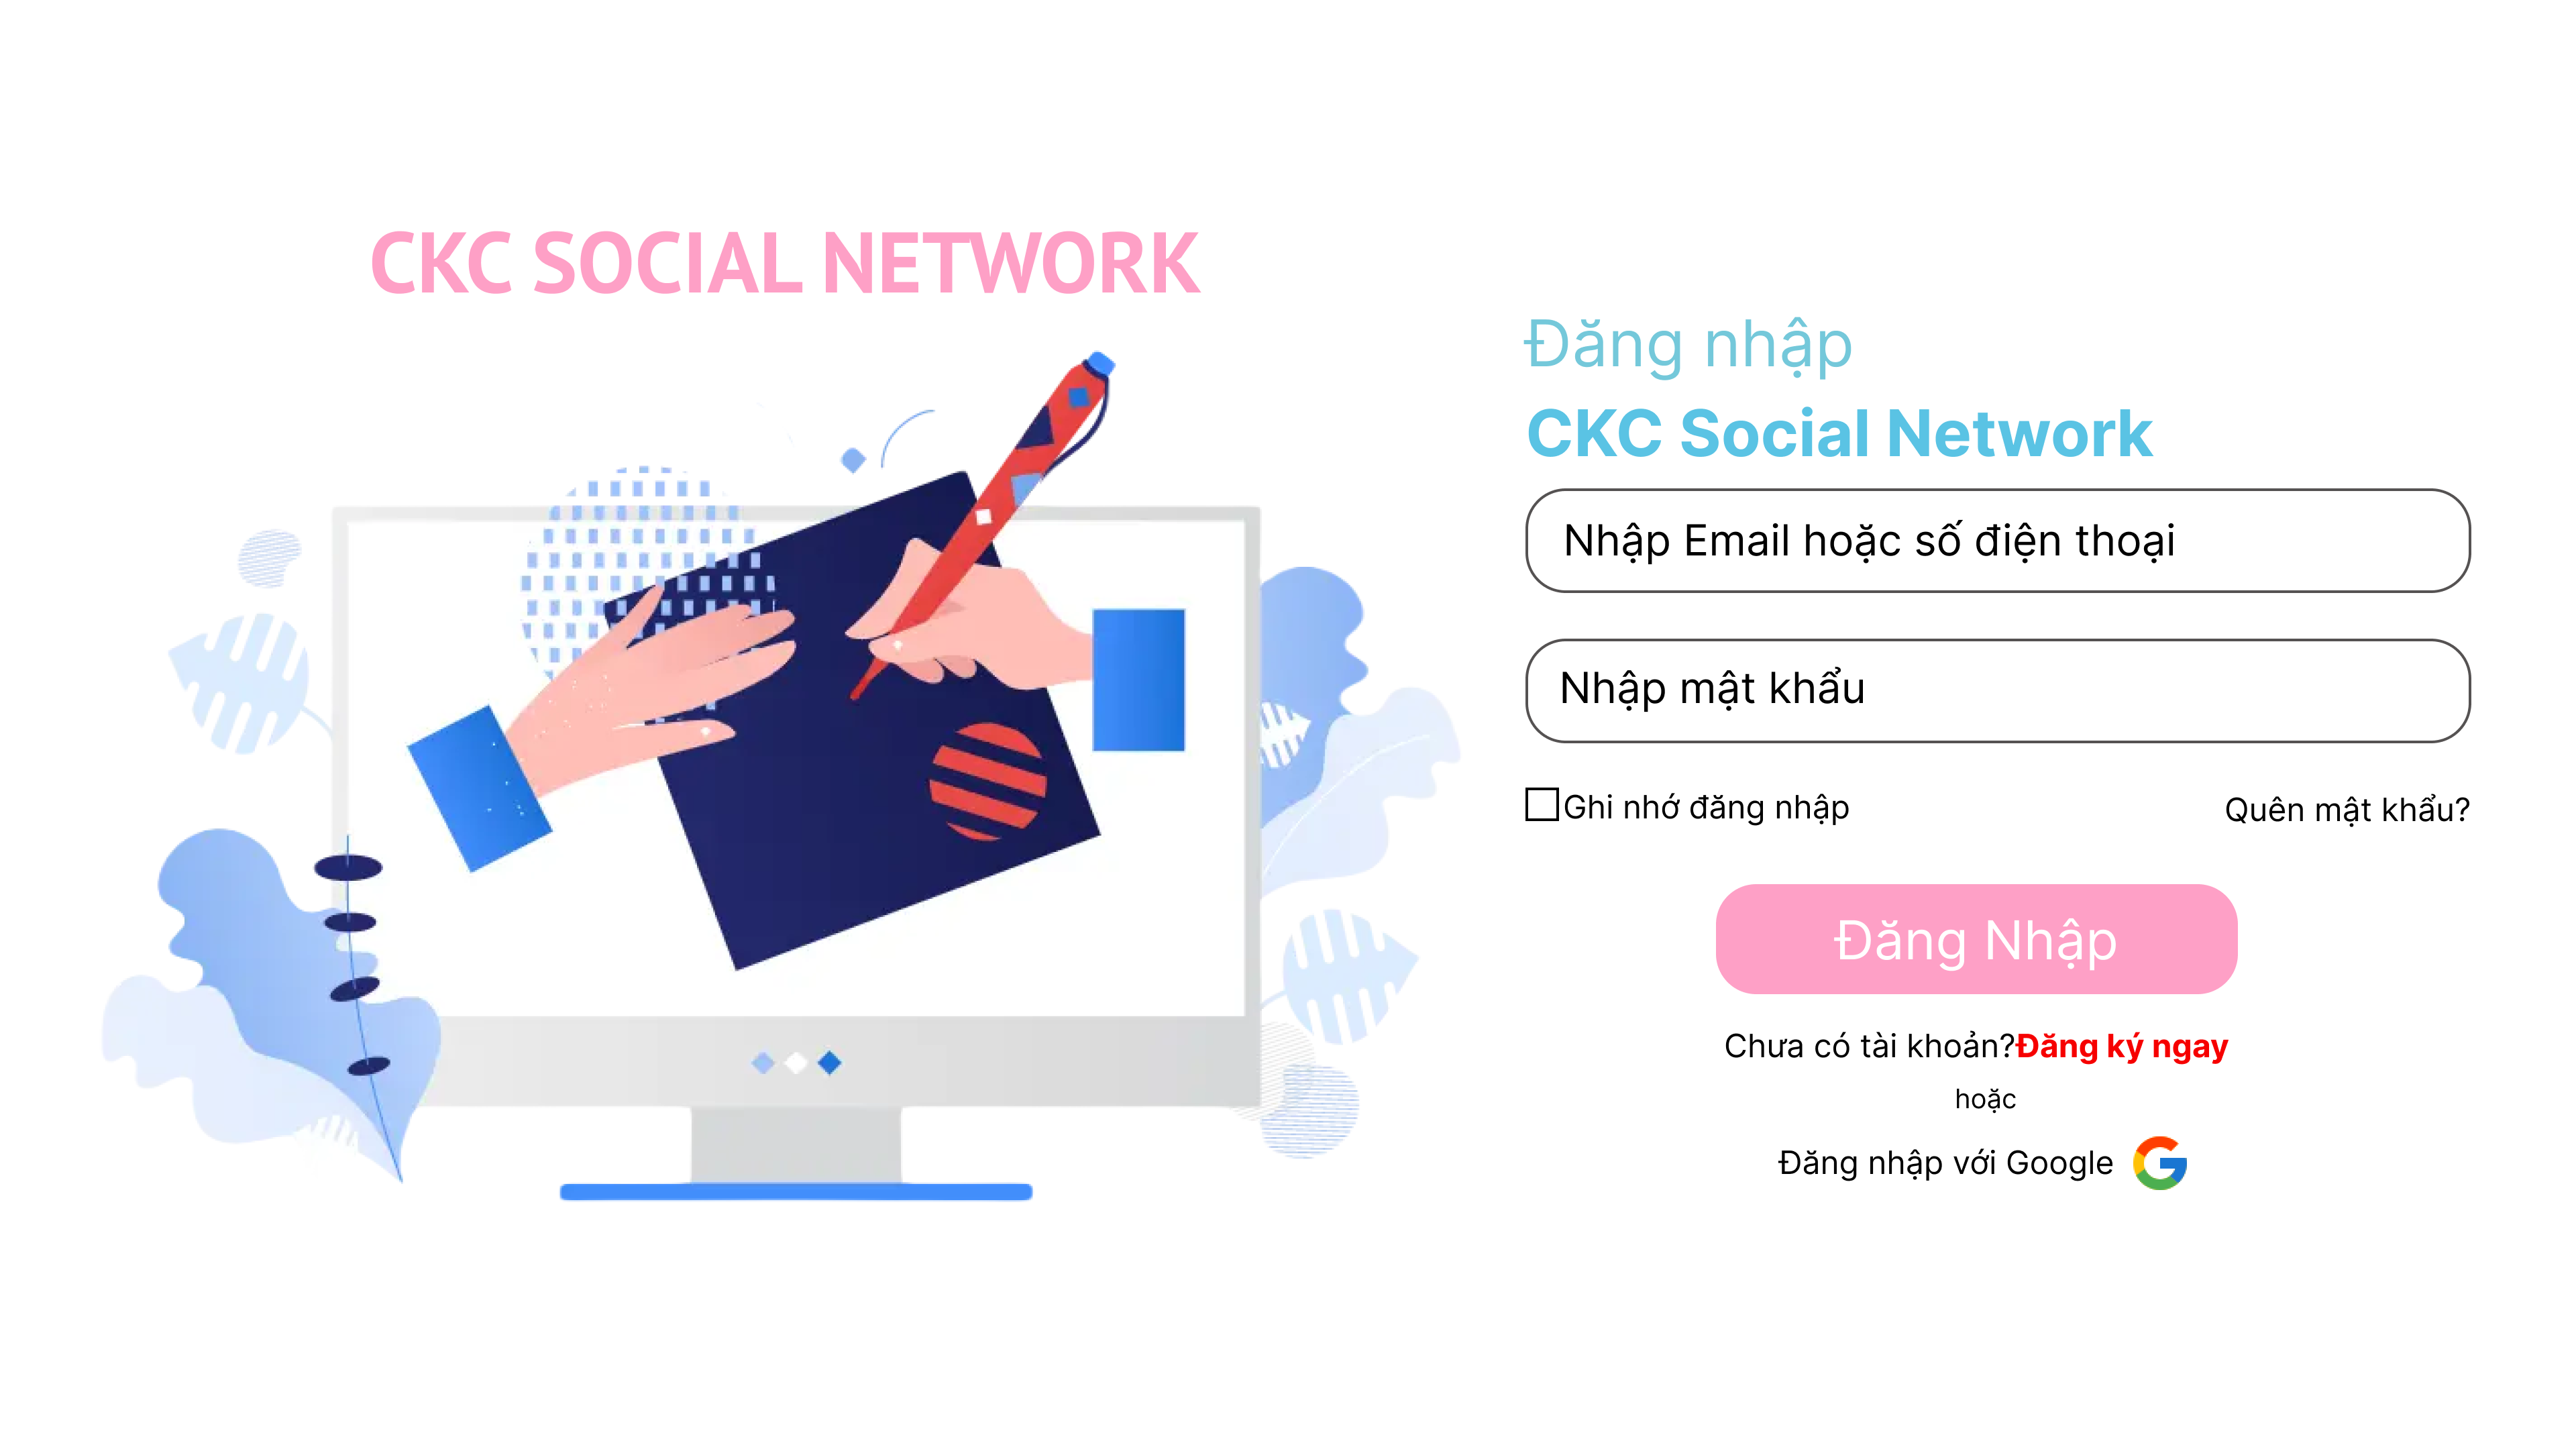 CKC SOCIAL NETWORK
Đăng nhập
CKC Social Network
Nhập Email hoặc số điện thoại
Nhập mật khẩu
Ghi nhớ đăng nhập
Quên mật khẩu?
Đăng Nhập
Chưa có tài khoản?Đăng ký ngay
hoặc
Đăng nhập với Google